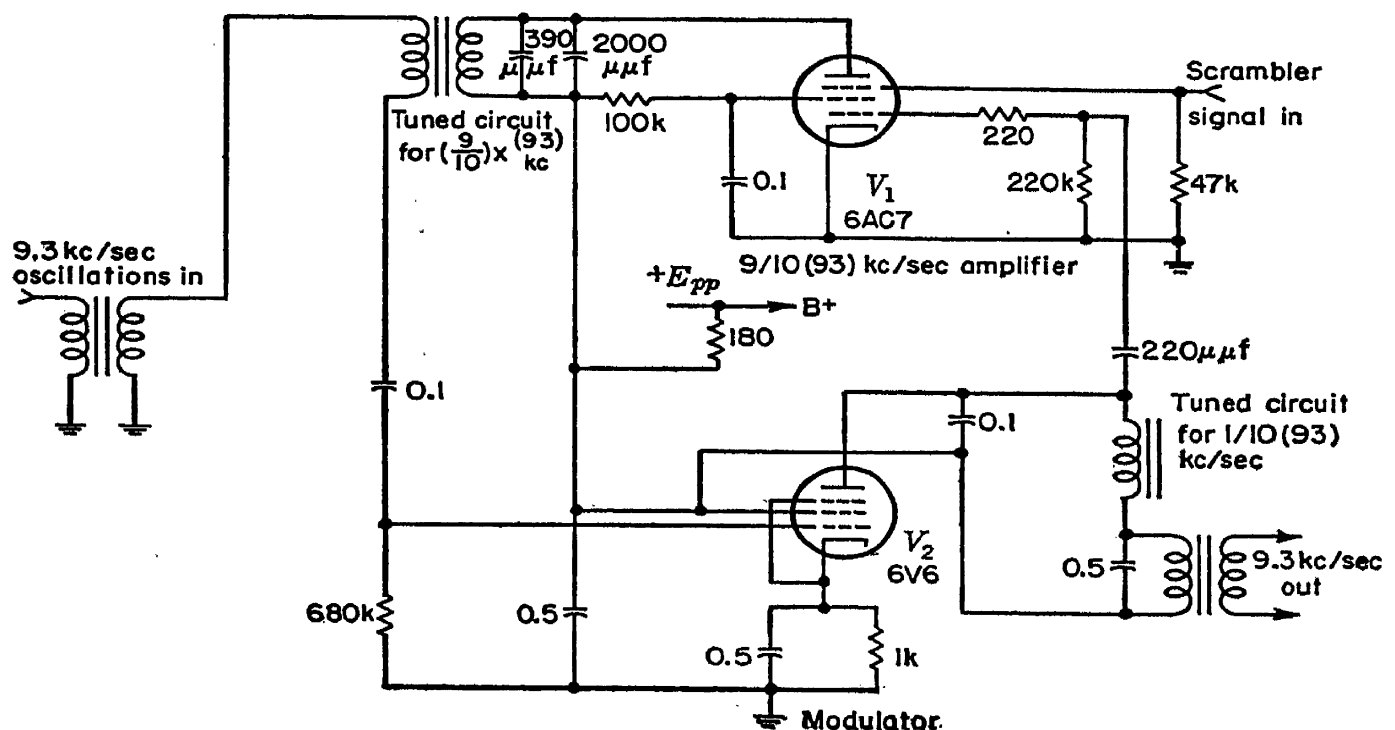 390
μμf
2000
μμf
Tuned circuit
for (9/10) x (93)
kc
100k
0.1
V1
6AC7
220
220k
Scrambler
signal in
47k
9.3 kc/sec
oscillations in
9/10 (93) kc/sec amplifier
+Epp
B+
180
220μμf
0.1
0.1
Tuned circuit
for 1/10 (93)
kc/sec
V2
6V6
0.5
9.3 kc/sec
out
680k
0.5
0.5
1k
Modulator.